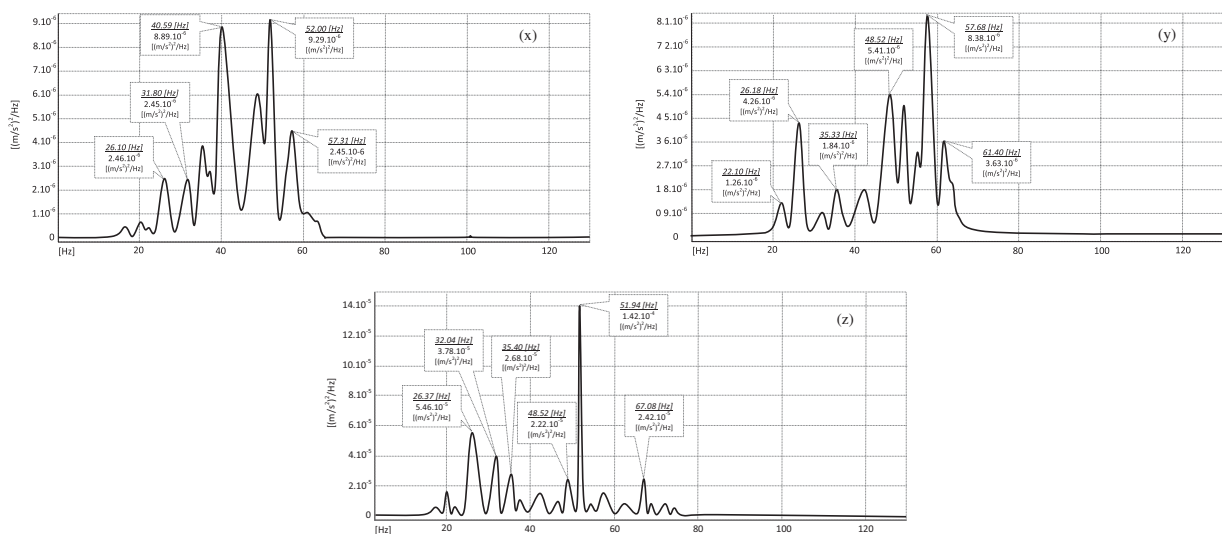 (x)
[(m/s²)²/Hz]
9.10⁻⁶
8.10⁻⁶
7.10⁻⁶
6.10⁻⁶
5.10⁻⁶
4.10⁻⁶
3.10⁻⁶
2.10⁻⁶
1.10⁻⁶
0
[Hz]
20
40
60
80
100
120
26.10 [Hz]
2.46.10⁻⁶
[(m/s²)²/Hz]
31.80 [Hz]
2.45.10⁻⁶
[(m/s²)²/Hz]
40.59 [Hz]
8.89.10⁻⁶
[(m/s²)²/Hz]
52.00 [Hz]
9.29.10⁻⁶
[(m/s²)²/Hz]
57.31 [Hz]
2.45.10-6
[(m/s²)²/Hz]
(y)
[(m/s²)²/Hz]
8.1.10⁻⁶
7.2.10⁻⁶
6 3.10⁻⁶
5.4.10⁻⁶
4.5.10⁻⁶
3.6.10⁻⁶
2.7.10⁻⁶
1.8.10⁻⁶
0 9.10⁻⁶
0
[Hz]
20
40
60
80
100
120
22.10 [Hz]
1.26.10⁻⁶
[(m/s²)²/Hz]
26.18 [Hz]
4.26.10⁻⁶
[(m/s²)²/Hz]
35.33 [Hz]
1.84.10⁻⁶
[(m/s²)²/Hz]
48.52 [Hz]
5.41.10⁻⁶
[(m/s²)²/Hz]
57.68 [Hz]
8.38.10⁻⁶
[(m/s²)²/Hz]
61.40 [Hz]
3.63.10⁻⁶
[(m/s²)²/Hz]
(z)
[(m/s²)²/Hz]
14.10⁻⁵
12.10⁻⁵
10.10⁻⁵
8.10⁻⁵
6.10⁻⁵
4.10⁻⁵
2.10⁻⁵
0
[Hz]
20
40
60
80
100
120
26.37 [Hz]
5.46.10⁻⁵
[(m/s²)²/Hz]
32.04 [Hz]
3.78.10⁻⁵
[(m/s²)²/Hz]
35.40 [Hz]
2.68.10⁻⁵
[(m/s²)²/Hz]
48.52 [Hz]
2.22.10⁻⁵
[(m/s²)²/Hz]
51.94 [Hz]
1.42.10⁻⁴
[(m/s²)²/Hz]
67.08 [Hz]
2.42.10⁻⁵
[(m/s²)²/Hz]